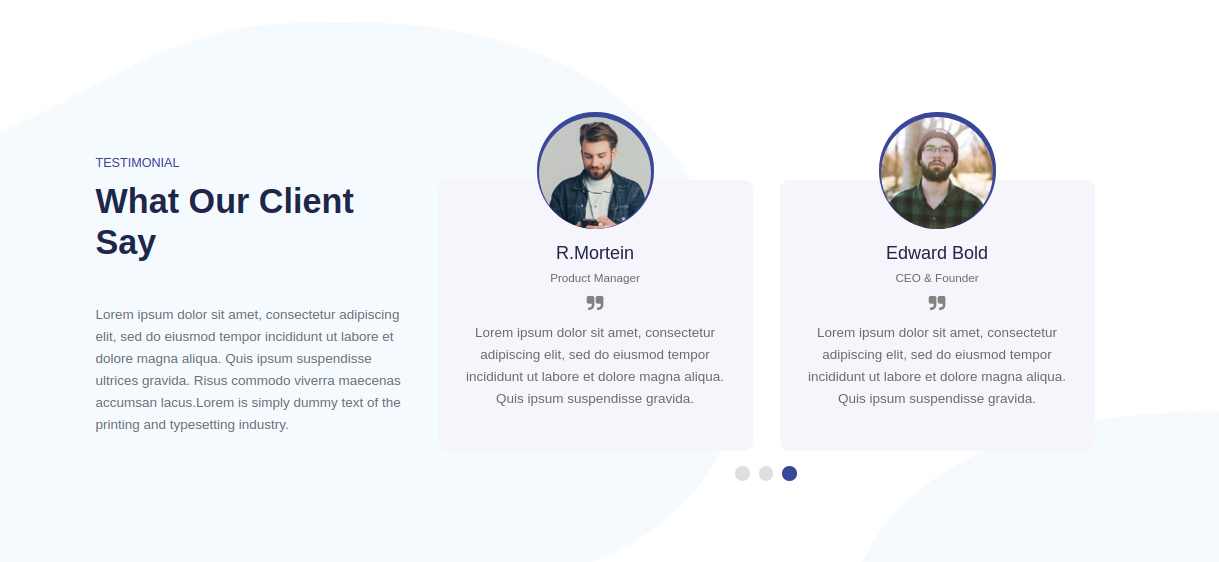 TESTIMONIAL
What Our Client
Say
Lorem ipsum dolor sit amet, consectetur adipiscing
elit, sed do eiusmod tempor incididunt ut labore et
dolore magna aliqua. Quis ipsum suspendisse
ultrices gravida. Risus commodo viverra maecenas
accumsan lacus.Lorem is simply dummy text of the
printing and typesetting industry.
R.Mortein
Product Manager
Lorem ipsum dolor sit amet, consectetur
adipiscing elit, sed do eiusmod tempor
incididunt ut labore et dolore magna aliqua.
Quis ipsum suspendisse gravida.
Edward Bold
CEO & Founder
Lorem ipsum dolor sit amet, consectetur
adipiscing elit, sed do eiusmod tempor
incididunt ut labore et dolore magna aliqua.
Quis ipsum suspendisse gravida.